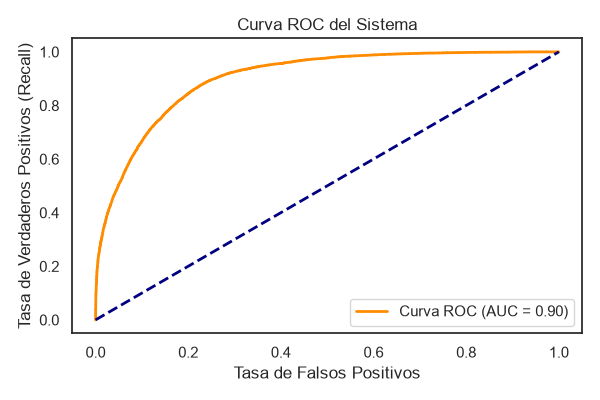 Curva ROC del Sistema
Tasa de Verdaderos Positivos (Recall)
1.0
0.8
0.6
0.4
0.2
0.0
0.0 0.2 0.4 0.6 0.8 1.0
Tasa de Falsos Positivos
Curva ROC (AUC = 0.90)